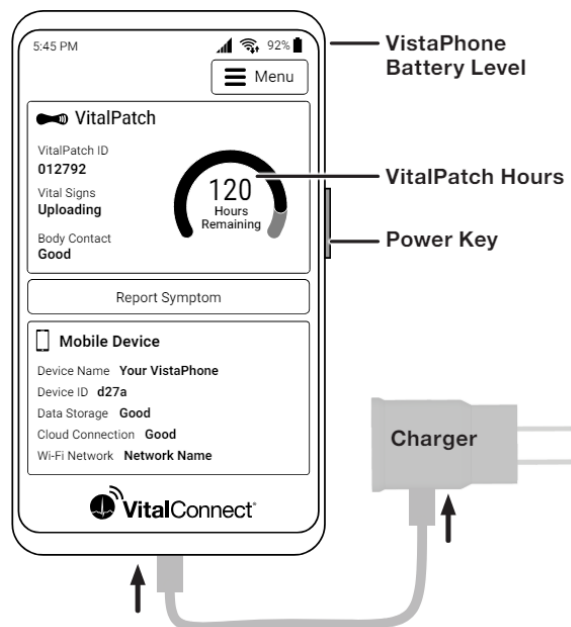 5:45 PM 92%
Menu
VitalPatch
VitalPatch ID
012792
Vital Signs
Uploading
Body Contact
Good
120
Hours
Remaining
Report Symptom
Mobile Device
Device Name Your VistaPhone
Device ID d27a
Data Storage Good
Cloud Connection Good
Wi-Fi Network Network Name
VitalConnect®
VistaPhone
Battery Level
VitalPatch Hours
Power Key
Charger